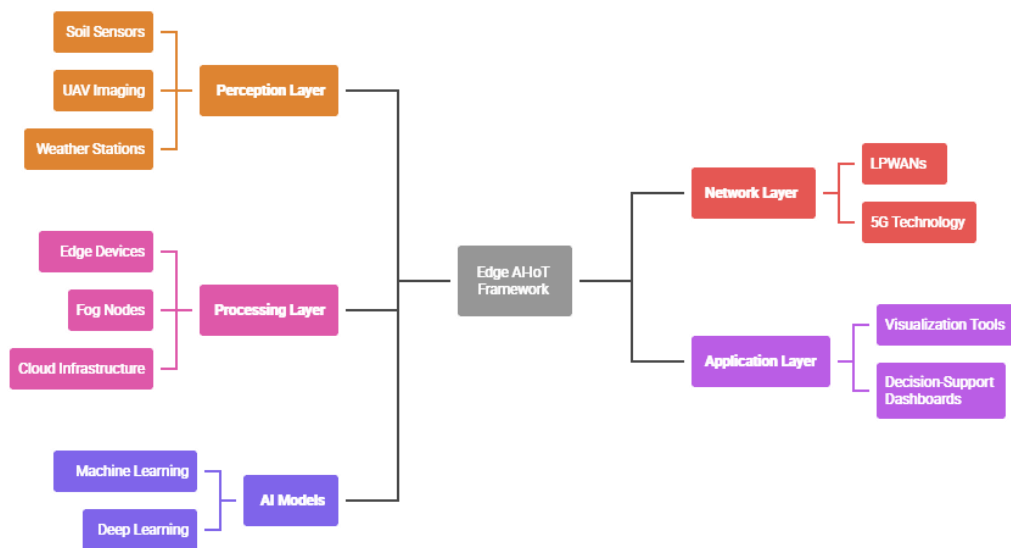 Soil Sensors
UAV Imaging
Weather Stations
Perception Layer
Edge Devices
Fog Nodes
Cloud Infrastructure
Processing Layer
Machine Learning
Deep Learning
AI Models
Edge AI-IoT
Framework
Network Layer
LPWANs
5G Technology
Application Layer
Visualization Tools
Decision-Support
Dashboards